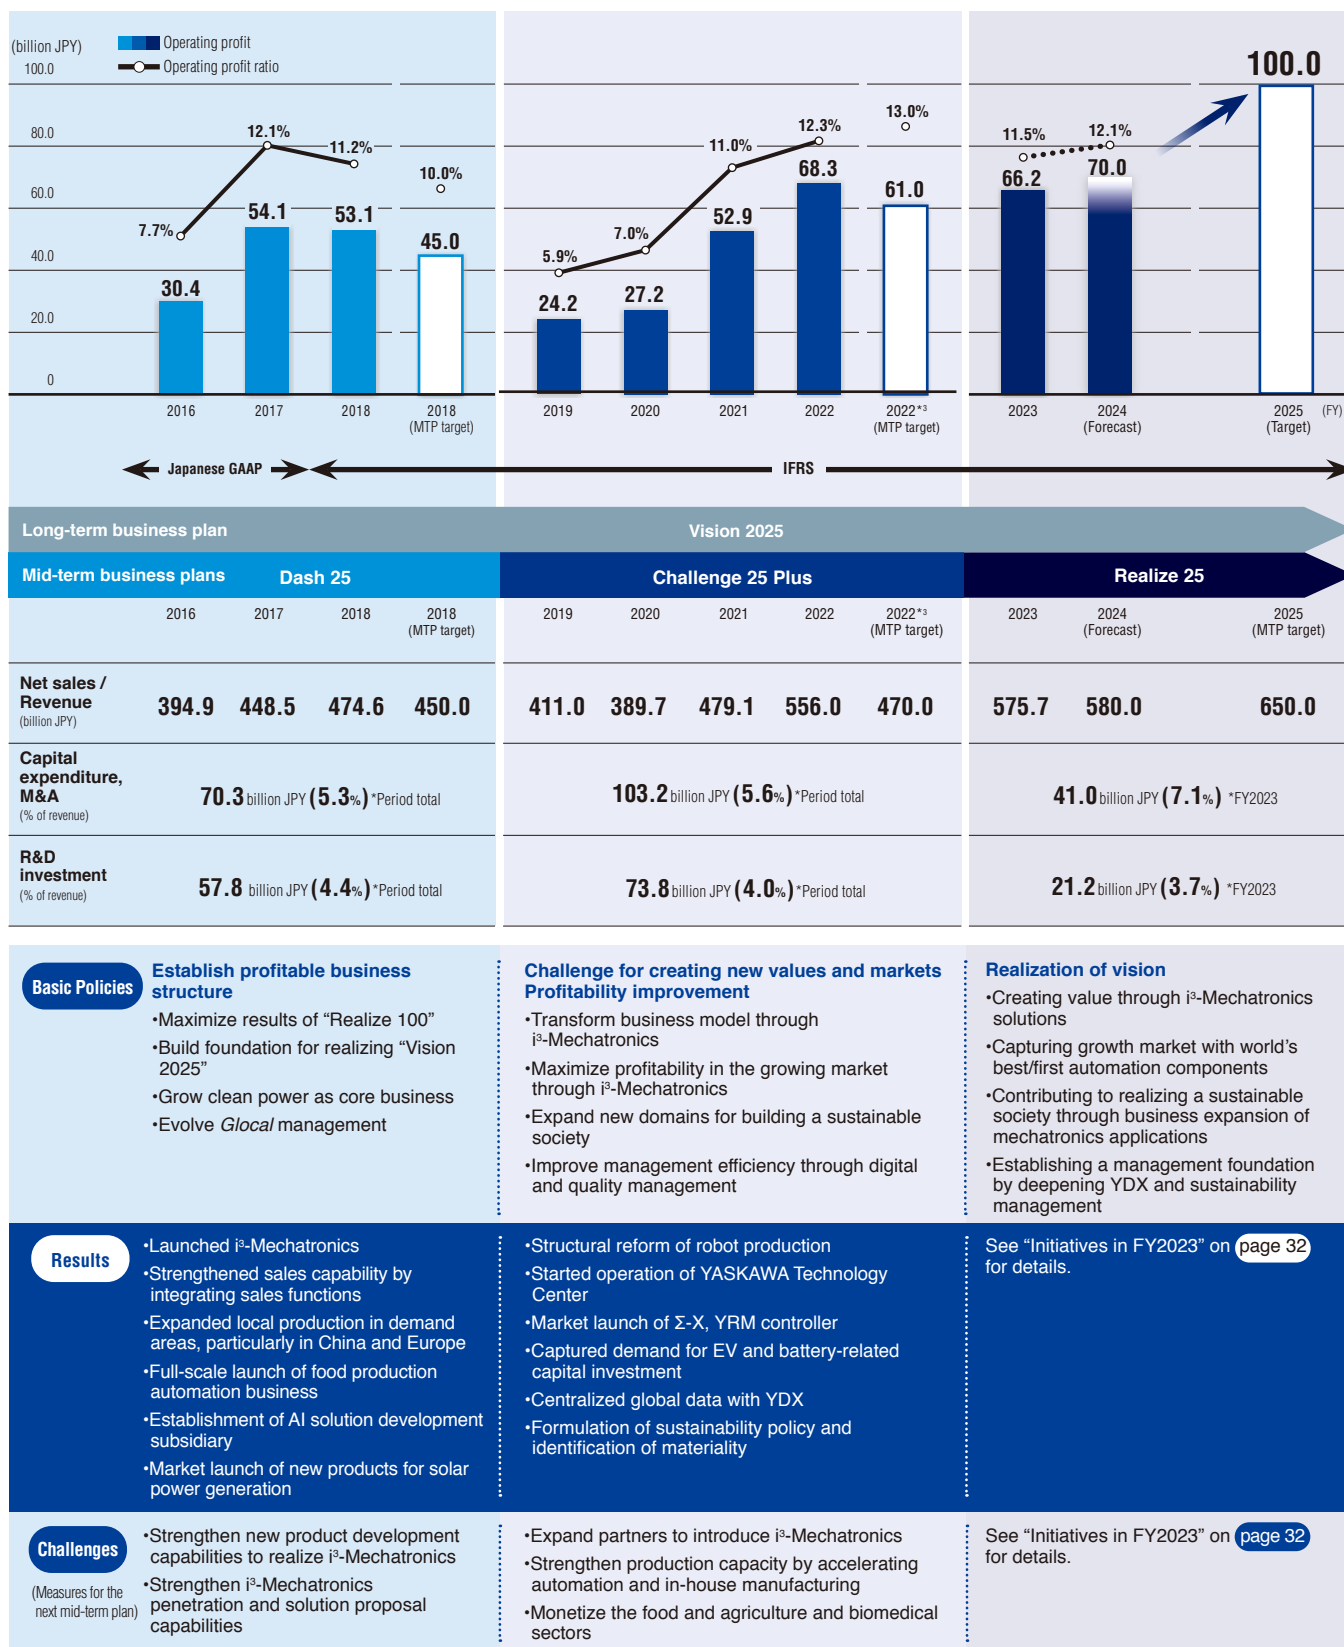 (billion JPY)
Operating profit
Operating profit ratio
100.0
80.0
60.0
40.0
20.0
0
7.7%
12.1%
11.2%
10.0%
30.4
54.1
53.1
45.0
2016
2017
2018
2018
(MTP target)
5.9%
7.0%
11.0%
12.3%
13.0%
24.2
27.2
52.9
68.3
61.0
2019
2020
2021
2022
2022*3
(MTP target)
11.5%
12.1%
100.0
66.2
70.0
2023
2024
(Forecast)
2025
(Target)
(FY)
Japanese GAAP
IFRS
Long-term business plan
Vision 2025
Mid-term business plans
Dash 25
Challenge 25 Plus
Realize 25
2016 2017 2018 2018 2019 2020 2021 2022 2022*3 2023 2024 2025
(MTP target) (MTP target) (Forecast) (MTP target)
Net sales /
Revenue
(billion JPY)
394.9 448.5 474.6 450.0 411.0 389.7 479.1 556.0 470.0 575.7 580.0 650.0
Capital
expenditure,
M&A
(% of revenue)
70.3 billion JPY (5.3%) *Period total
103.2 billion JPY (5.6%) *Period total
41.0 billion JPY (7.1%) *FY2023
R&D
investment
(% of revenue)
57.8 billion JPY (4.4%) *Period total
73.8 billion JPY (4.0%) *Period total
21.2 billion JPY (3.7%) *FY2023
Basic Policies
Establish profitable business
structure
•Maximize results of “Realize 100”
•Build foundation for realizing “Vision
2025”
•Grow clean power as core business
•Evolve Glocal management
Challenge for creating new values and markets
Profitability improvement
•Transform business model through
i³-Mechatronics
•Maximize profitability in the growing market
through i³-Mechatronics
•Expand new domains for building a sustainable
society
•Improve management efficiency through digital
and quality management
Realization of vision
•Creating value through i³-Mechatronics
solutions
•Capturing growth market with world’s
best/first automation components
•Contributing to realizing a sustainable
society through business expansion of
mechatronics applications
•Establishing a management foundation
by deepening YDX and sustainability
management
Results
•Launched i³-Mechatronics
•Strengthened sales capability by
integrating sales functions
•Expanded local production in demand
areas, particularly in China and Europe
•Full-scale launch of food production
automation business
•Establishment of AI solution development
subsidiary
•Market launch of new products for solar
power generation
•Structural reform of robot production
•Started operation of YASKAWA Technology
Center
•Market launch of Σ-X, YRM controller
•Captured demand for EV and battery-related
capital investment
•Centralized global data with YDX
•Formulation of sustainability policy and
identification of materiality
See “Initiatives in FY2023” on page 32
for details.
Challenges
(Measures for the
next mid-term plan)
•Strengthen new product development
capabilities to realize i³-Mechatronics
•Strengthen i³-Mechatronics
penetration and solution proposal
capabilities
•Expand partners to introduce i³-Mechatronics
•Strengthen production capacity by accelerating
automation and in-house manufacturing
•Monetize the food and agriculture and biomedical
sectors
See “Initiatives in FY2023” on page 32
for details.